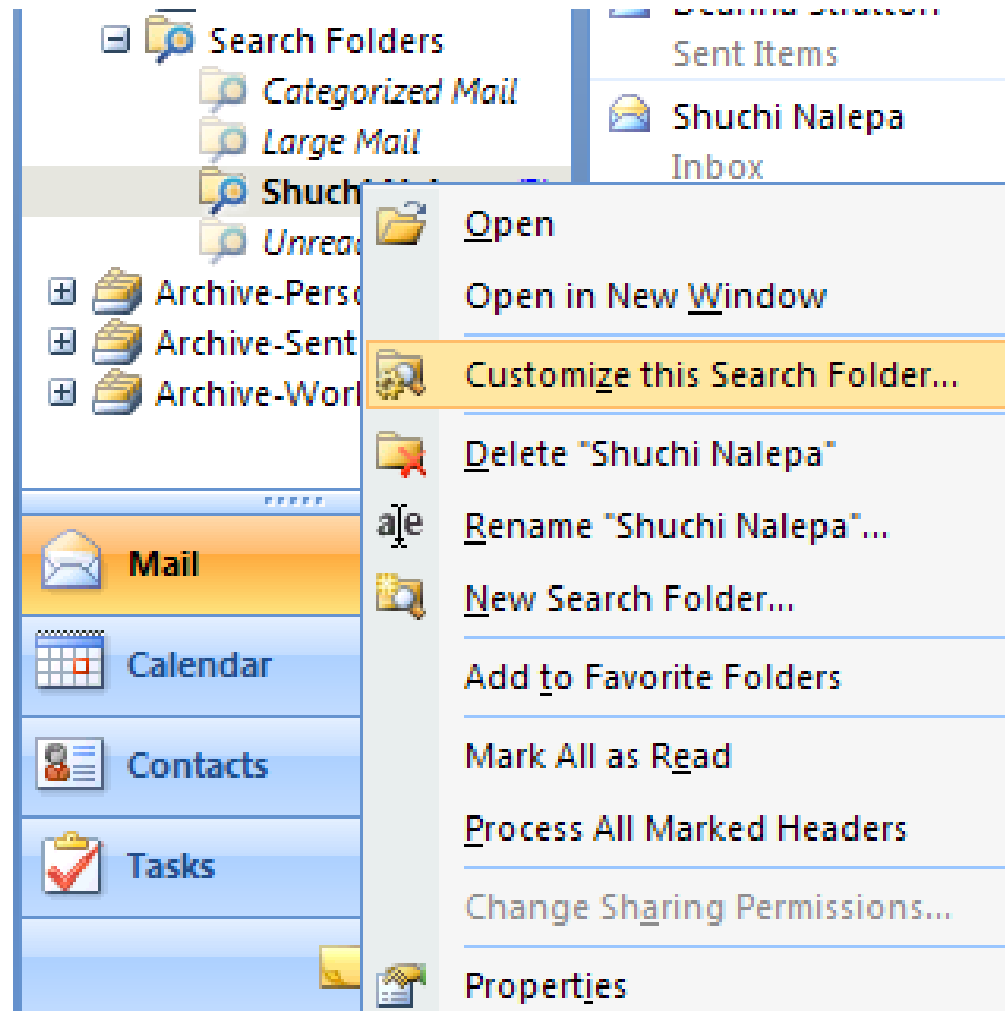 Search Folders
Categorized Mail
Large Mail
Archive-Sent
Mail
Calendar
Contacts
Tasks
Sent Items
Shuchi Nalepa
Inbox
Open
Open in New Window
Customize this Search Folder...
Delete "Shuchi Nalepa"
Rename "Shuchi Nalepa"...
New Search Folder...
Add to Favorite Folders
Mark All as Read
Process All Marked Headers
Change Sharing Permissions...
Properties